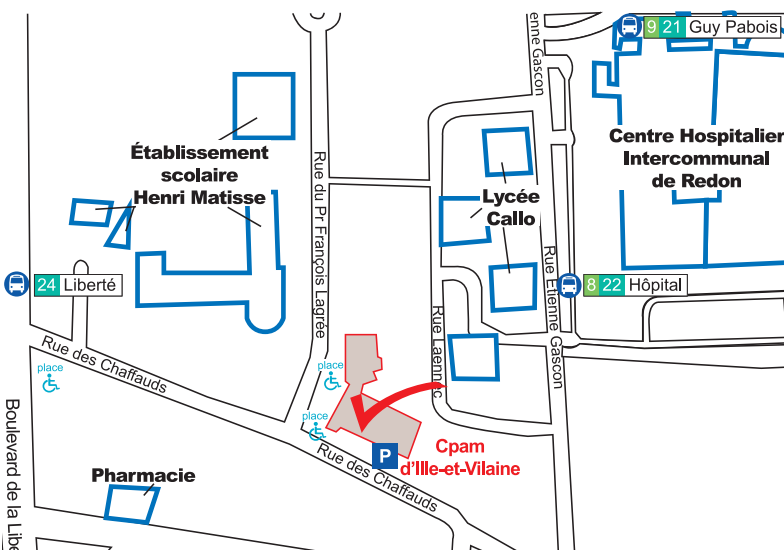 enne Gascon
9 21 Guy Pabois
Centre Hospitalier
Intercommunal
de Redon
Établissement
scolaire
Henri Matisse
Rue du Pr François Lagrée
Lycée
Callo
24 Liberté
8 22 Hôpital
Rue Etienne Gascon
Rue Laennec
Rue des Chaffauds
place
place
place
Cpam
d'Ille-et-Vilaine
P
Rue des Chaffauds
Pharmacie
Boulevard de la Libe